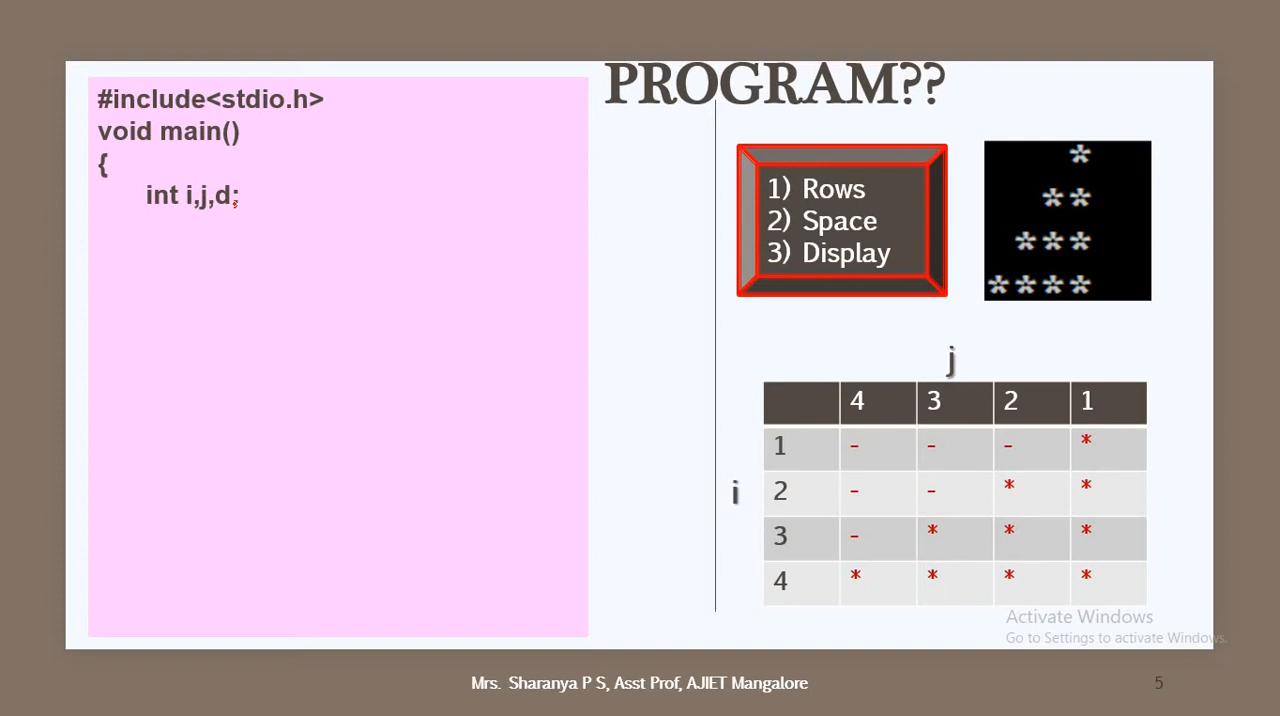 PROGRAM??
#include<stdio.h>
void main()
{
int i,j,d;
1) Rows
2) Space
3) Display
*
**
***
****
j
4 3 2 1
1 - - - *
i
2 - - * *
3 - * * *
4 * * * *
Activate Windows
Go to Settings to activate Windows.
Mrs. Sharanya P S, Asst Prof, AJIET Mangalore
5